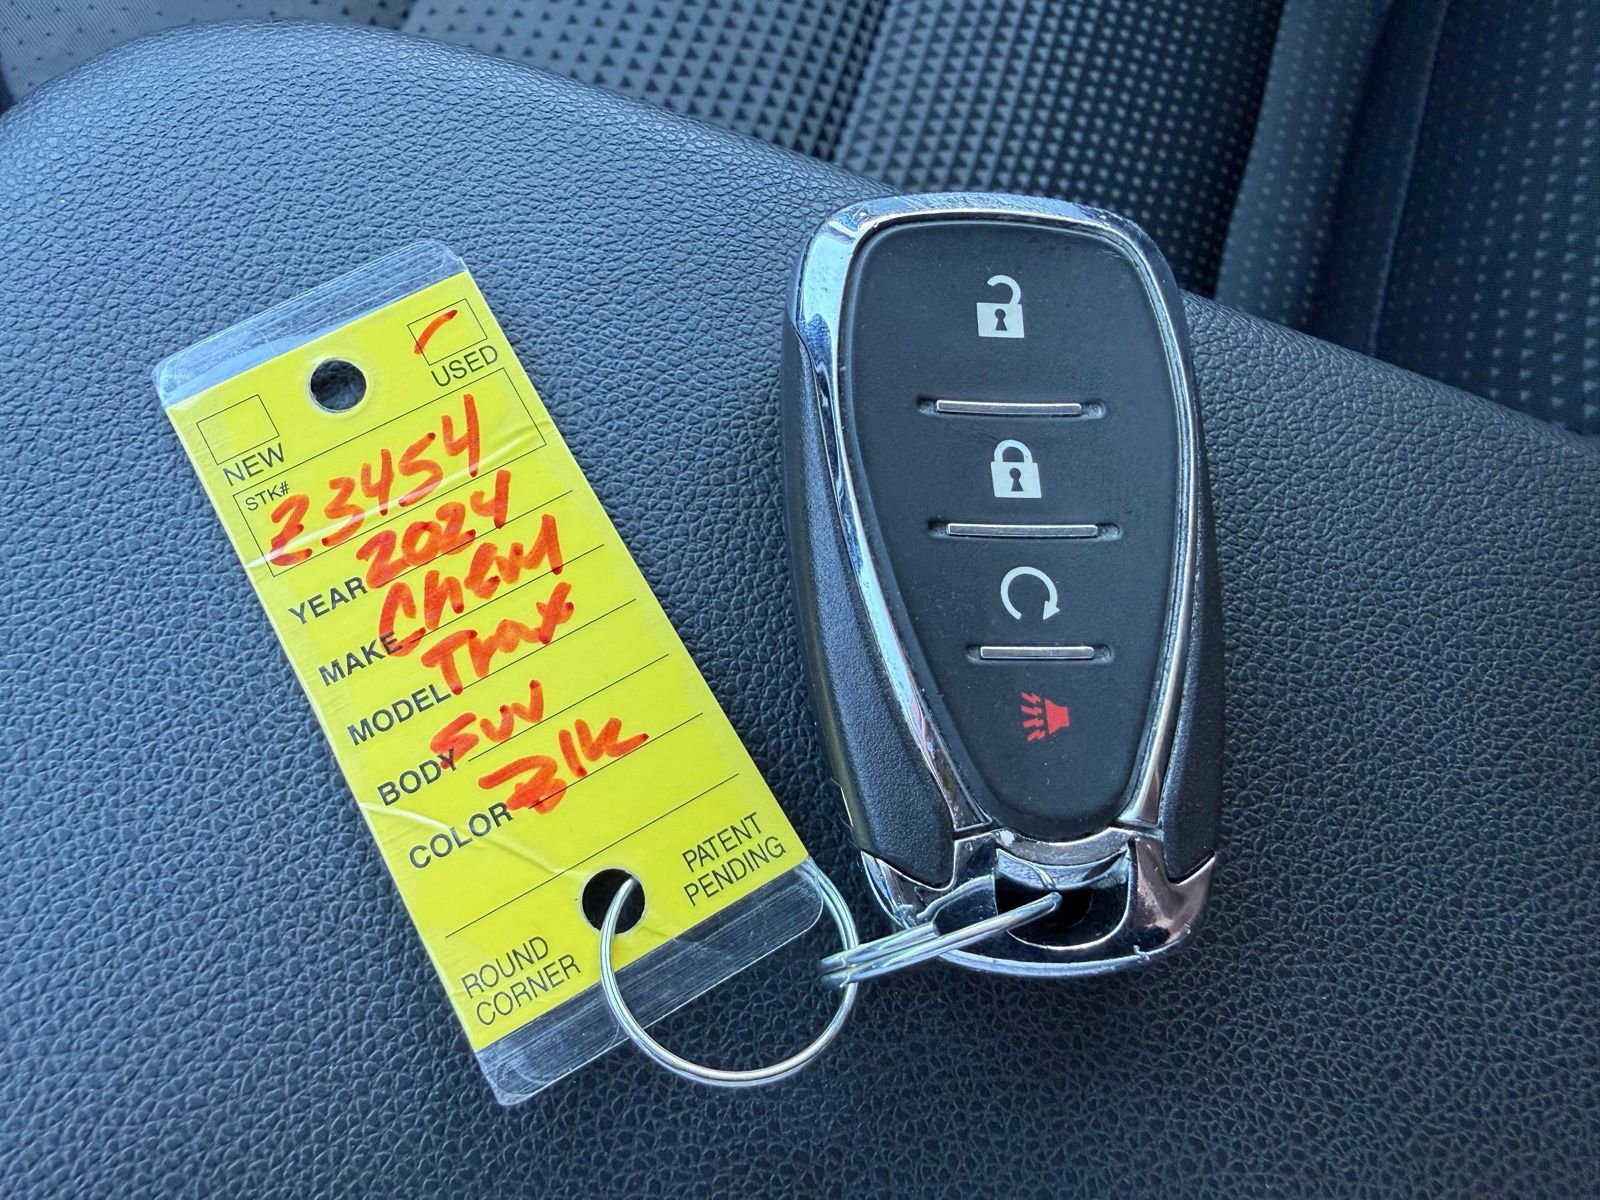 USED
NEW
STK# 23454
YEAR 2024
MAKE Chevy
MODEL Trax
BODY SUV
COLOR Blk
PATENT
PENDING
ROUND
CORNER